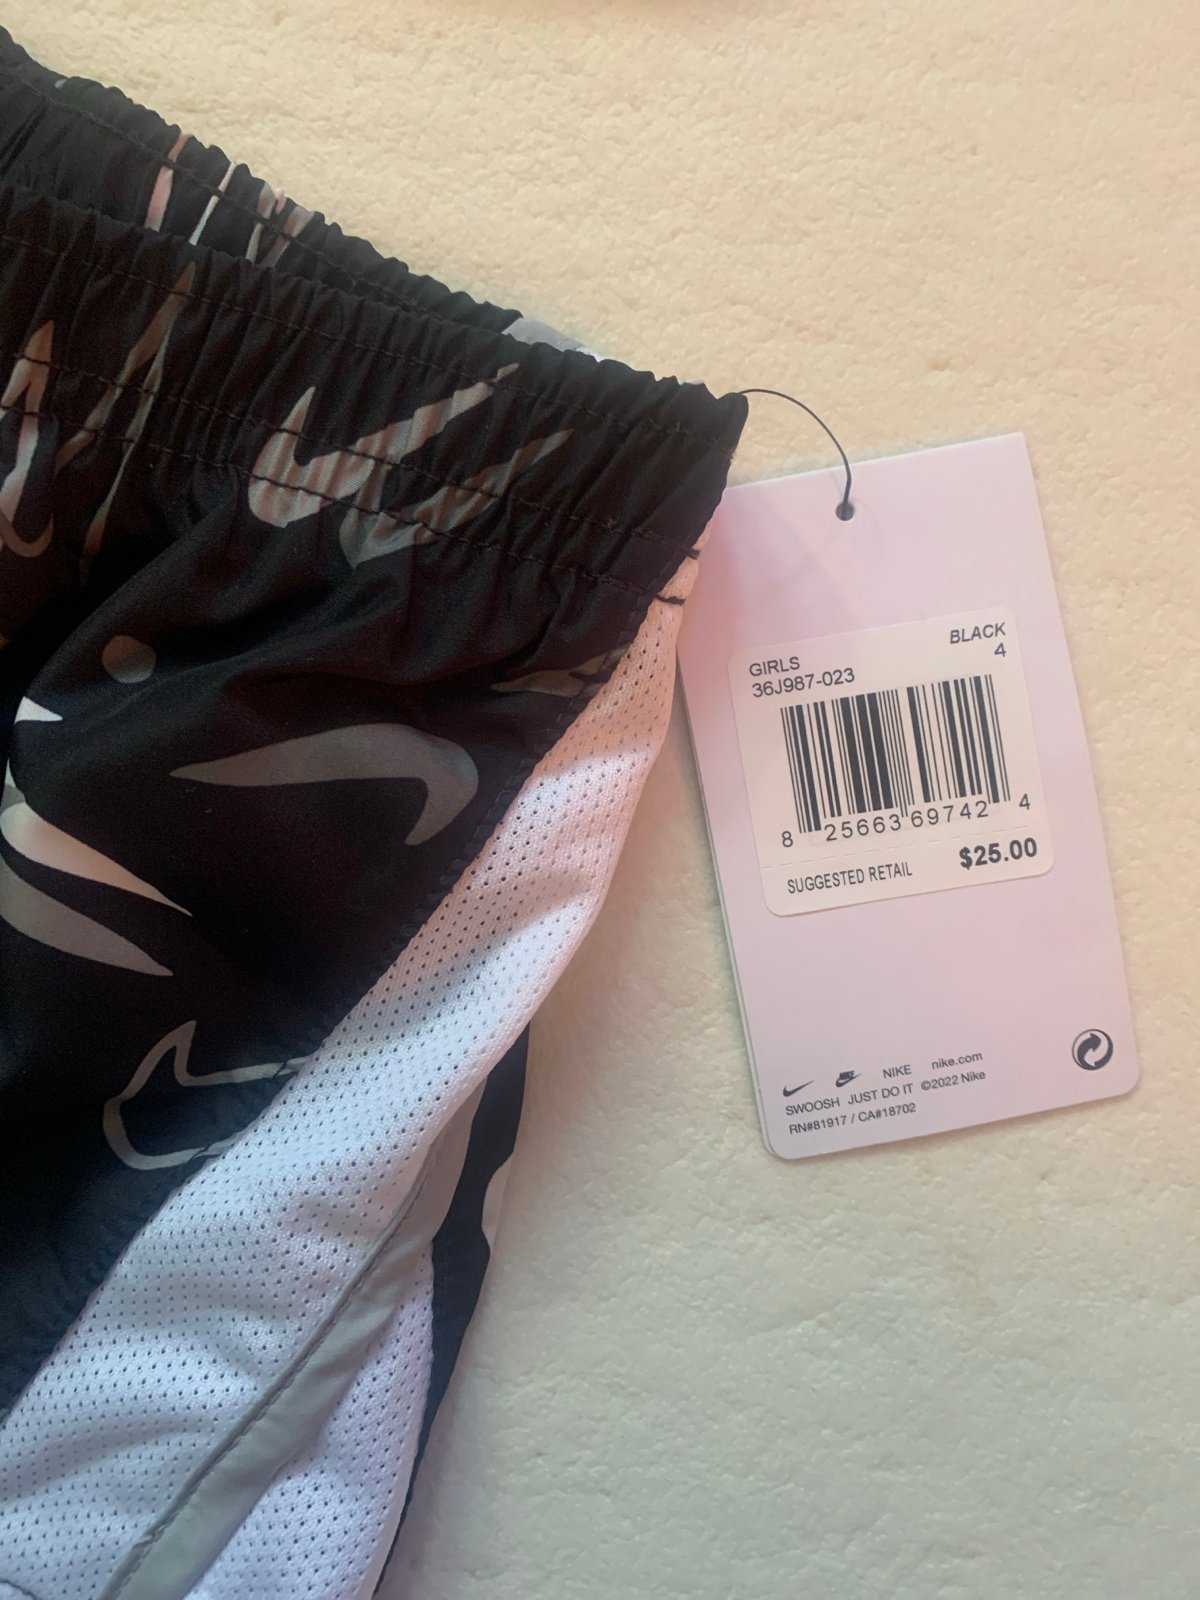 BLACK
GIRLS 4
36J987-023
8 25663 69742 4
SUGGESTED RETAIL $25.00
NIKE nike.com
SWOOSH JUST DO IT ©2022 Nike
RN#81917 / CA#18702